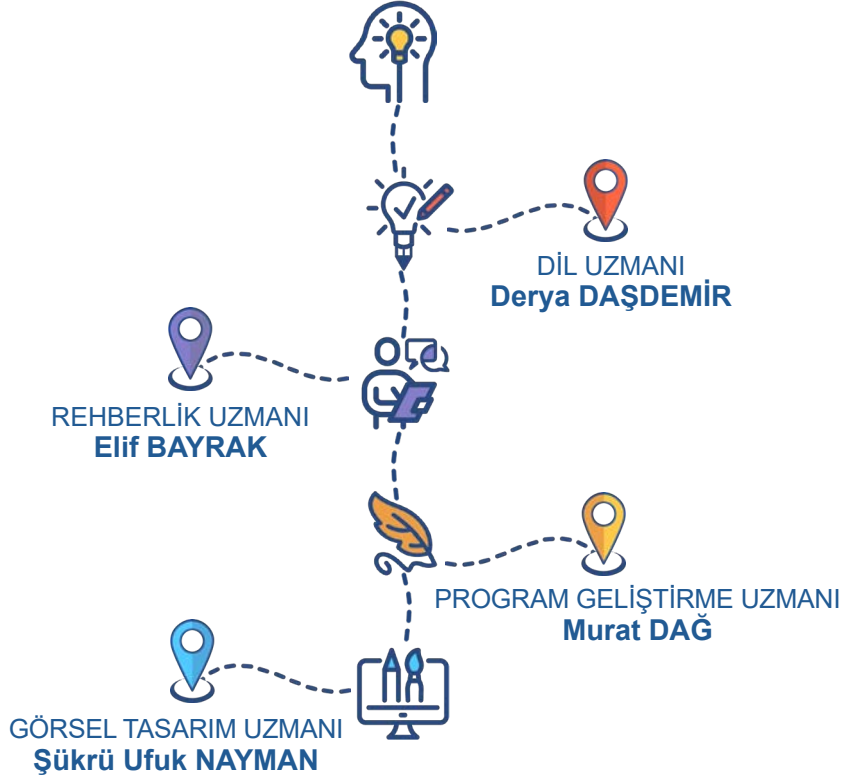 DİL UZMANI
Derya DAŞDEMİR
REHBERLİK UZMANI
Elif BAYRAK
PROGRAM GELİŞTİRME UZMANI
Murat DAĞ
GÖRSEL TASARIM UZMANI
Şükrü Ufuk NAYMAN